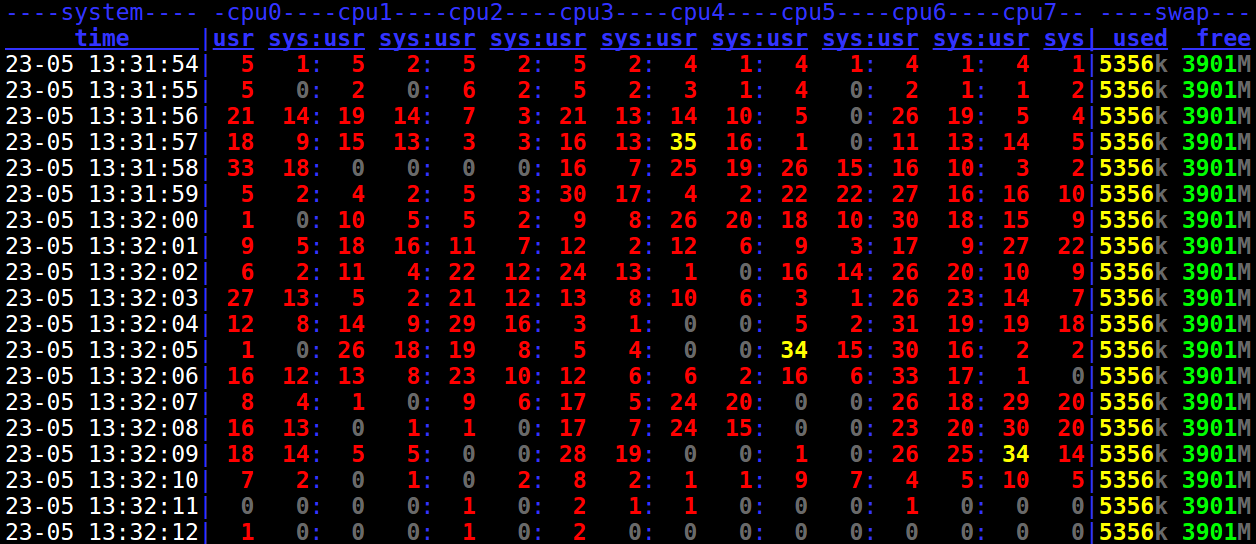 ----system---- -cpu0----cpu1----cpu2----cpu3----cpu4----cpu5----cpu6----cpu7-- ----swap---
     time     |usr sys:usr sys:usr sys:usr sys:usr sys:usr sys:usr sys:usr sys| used  free
23-05 13:31:54|  5   1:  5   2:  5   2:  5   2:  4   1:  4   1:  4   1:  4   1|5356k 3901M
23-05 13:31:55|  5   0:  2   0:  6   2:  5   2:  3   1:  4   0:  2   1:  1   2|5356k 3901M
23-05 13:31:56| 21  14: 19  14:  7   3: 21  13: 14  10:  5   0: 26  19:  5   4|5356k 3901M
23-05 13:31:57| 18   9: 15  13:  3   3: 16  13: 35  16:  1   0: 11  13: 14   5|5356k 3901M
23-05 13:31:58| 33  18:  0   0:  0   0: 16   7: 25  19: 26  15: 16  10:  3   2|5356k 3901M
23-05 13:31:59|  5   2:  4   2:  5   3: 30  17:  4   2: 22  22: 27  16: 16  10|5356k 3901M
23-05 13:32:00|  1   0: 10   5:  5   2:  9   8: 26  20: 18  10: 30  18: 15   9|5356k 3901M
23-05 13:32:01|  9   5: 18  16: 11   7: 12   2: 12   6:  9   3: 17   9: 27  22|5356k 3901M
23-05 13:32:02|  6   2: 11   4: 22  12: 24  13:  1   0: 16  14: 26  20: 10   9|5356k 3901M
23-05 13:32:03| 27  13:  5   2: 21  12: 13   8: 10   6:  3   1: 26  23: 14   7|5356k 3901M
23-05 13:32:04| 12   8: 14   9: 29  16:  3   1:  0   0:  5   2: 31  19: 19  18|5356k 3901M
23-05 13:32:05|  1   0: 26  18: 19   8:  5   4:  0   0: 34  15: 30  16:  2   2|5356k 3901M
23-05 13:32:06| 16  12: 13   8: 23  10: 12   6:  6   2: 16   6: 33  17:  1   0|5356k 3901M
23-05 13:32:07|  8   4:  1   0:  9   6: 17   5: 24  20:  0   0: 26  18: 29  20|5356k 3901M
23-05 13:32:08| 16  13:  0   1:  1   0: 17   7: 24  15:  0   0: 23  20: 30  20|5356k 3901M
23-05 13:32:09| 18  14:  5   5:  0   0: 28  19:  0   0:  1   0: 26  25: 34  14|5356k 3901M
23-05 13:32:10|  7   2:  0   1:  0   2:  8   2:  1   1:  9   7:  4   5: 10   5|5356k 3901M
23-05 13:32:11|  0   0:  0   0:  1   0:  2   1:  1   0:  0   0:  1   0:  0   0|5356k 3901M
23-05 13:32:12|  1   0:  0   0:  1   0:  2   0:  0   0:  0   0:  0   0:  0   0|5356k 3901M